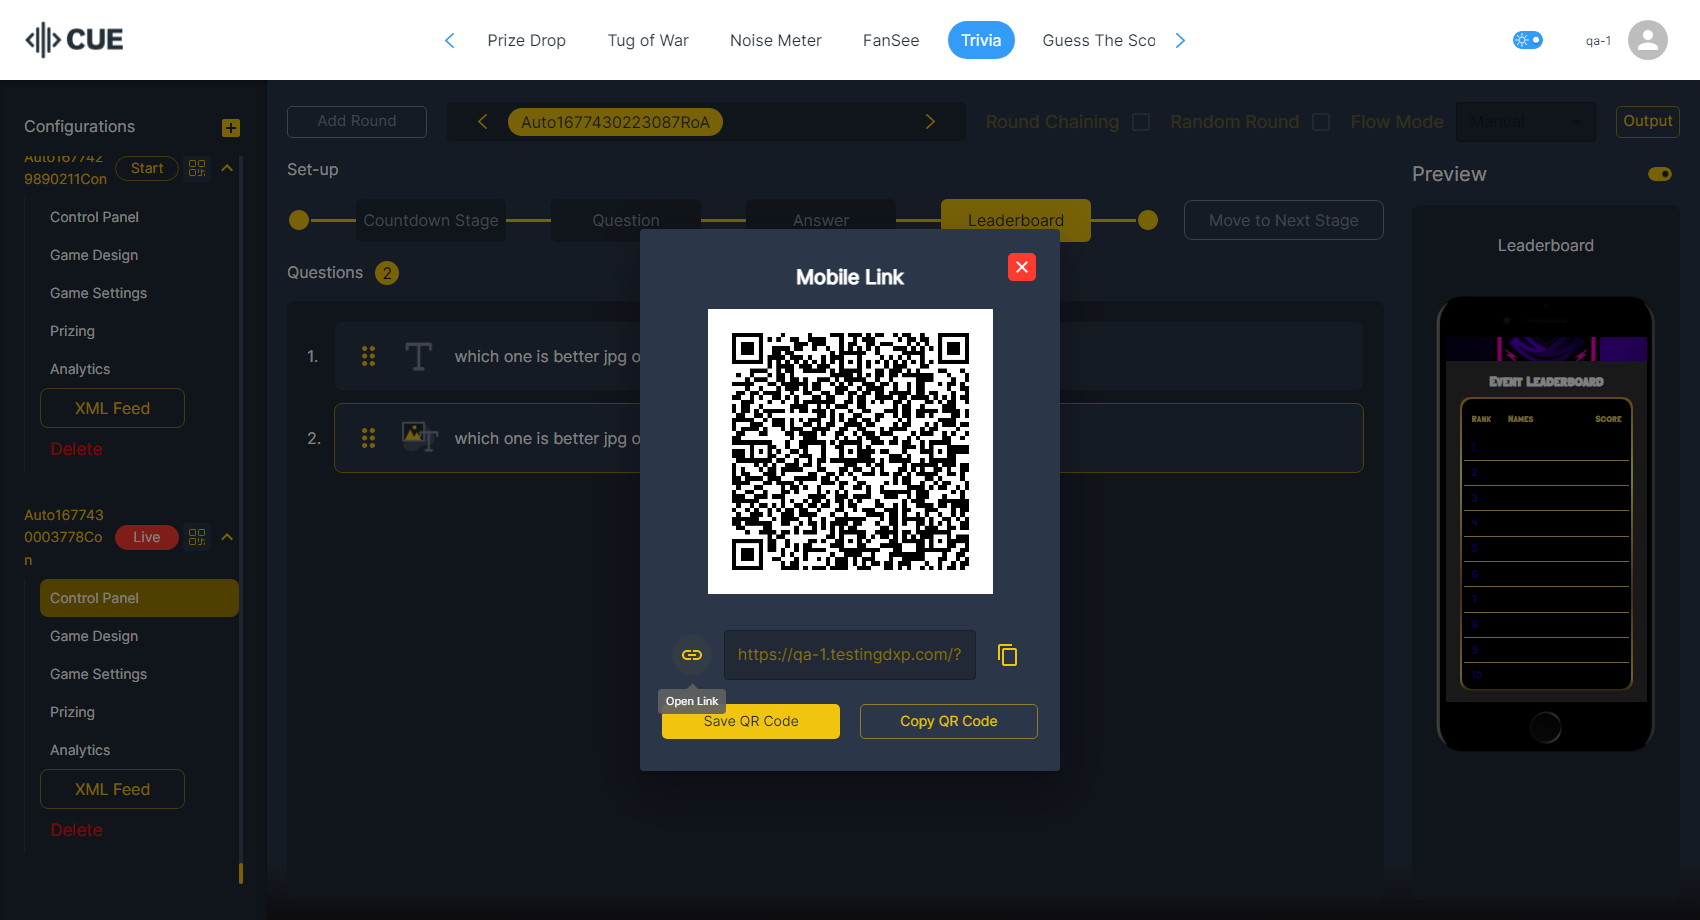 CUE
Prize Drop
Tug of War
Noise Meter
FanSee
Trivia
Guess The Sco
qa-1
Configurations
Auto167742
9890211Con
Start
Control Panel
Game Design
Game Settings
Prizing
Analytics
XML Feed
Delete
Auto167743
0003778Co
n
Live
Control Panel
Game Design
Game Settings
Prizing
Analytics
XML Feed
Delete
Add Round
Auto1677430223087RoA
Round Chaining
Random Round
Flow Mode
Manual
Output
Set-up
Countdown Stage
Question
Answer
Leaderboard
Move to Next Stage
Questions 2
1. which one is better jpg o
2. which one is better jpg o
Mobile Link
https://qa-1.testingdxp.com/?
Open Link
Save QR Code
Copy QR Code
Preview
Leaderboard
Event Leaderboard
Rank Names Score
1
2
3
4
5
6
7
8
9
10